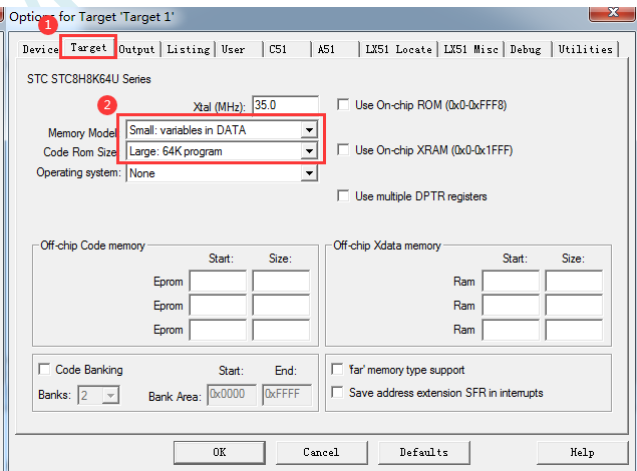 Options for Target 'Target 1'
1
Device Target Output Listing User C51 A51 LX51 Locate LX51 Misc Debug Utilities
STC STC8H8K64U Series
2
Xtal (MHz): 35.0
Use On-chip ROM (0x0-0xFFF8)
Memory Model: Small: variables in DATA
Code Rom Size: Large: 64K program
Use On-chip XRAM (0x0-0x1FFF)
Operating system: None
Use multiple DPTR registers
Off-chip Code memory
Start: Size:
Eprom
Eprom
Eprom
Off-chip Xdata memory
Start: Size:
Ram
Ram
Ram
Code Banking Start: End:
Banks: 2 Bank Area: 0x0000 0xFFFF
'far' memory type support
Save address extension SFR in interrupts
OK Cancel Defaults Help